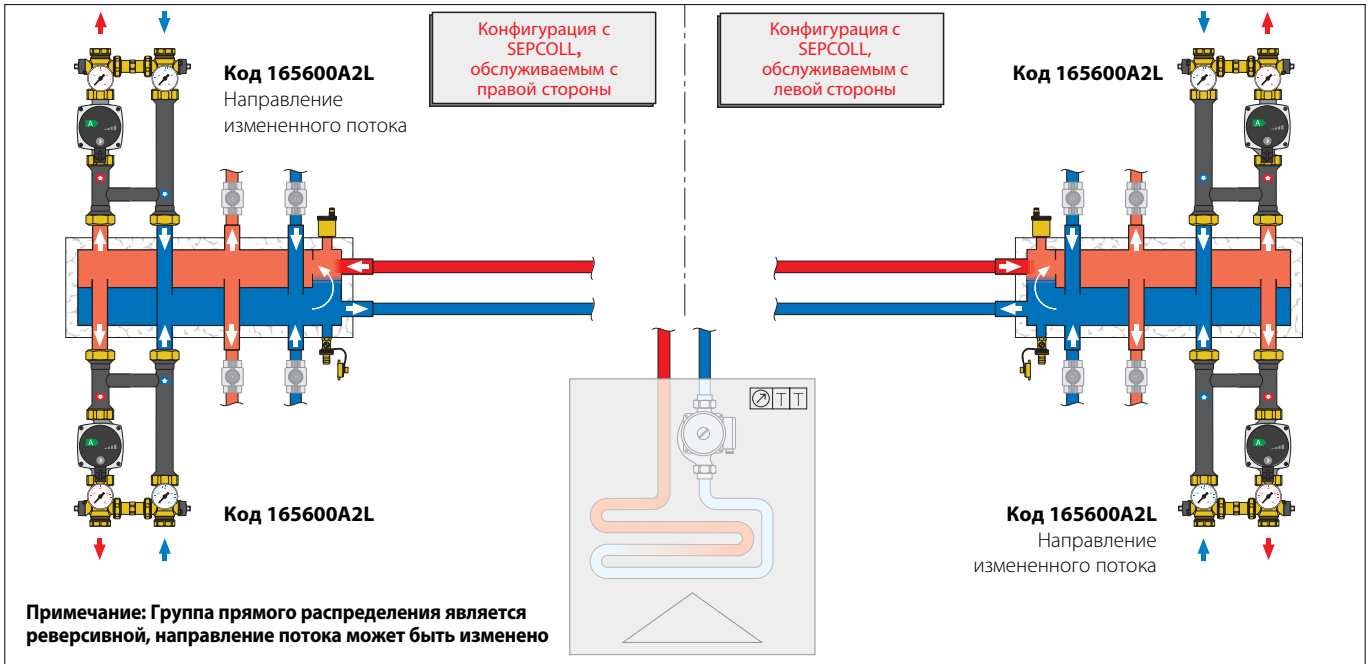 Конфигурация с
SEPCOLL,
обслуживаемым с
правой стороны
Конфигурация с
SEPCOLL,
обслуживаемым с
левой стороны
Код 165600A2L
Направление
измененного потока
Код 165600A2L
A
A
T T
A
A
Код 165600A2L
Код 165600A2L
Направление
измененного потока
Примечание: Группа прямого распределения является
реверсивной, направление потока может быть изменено